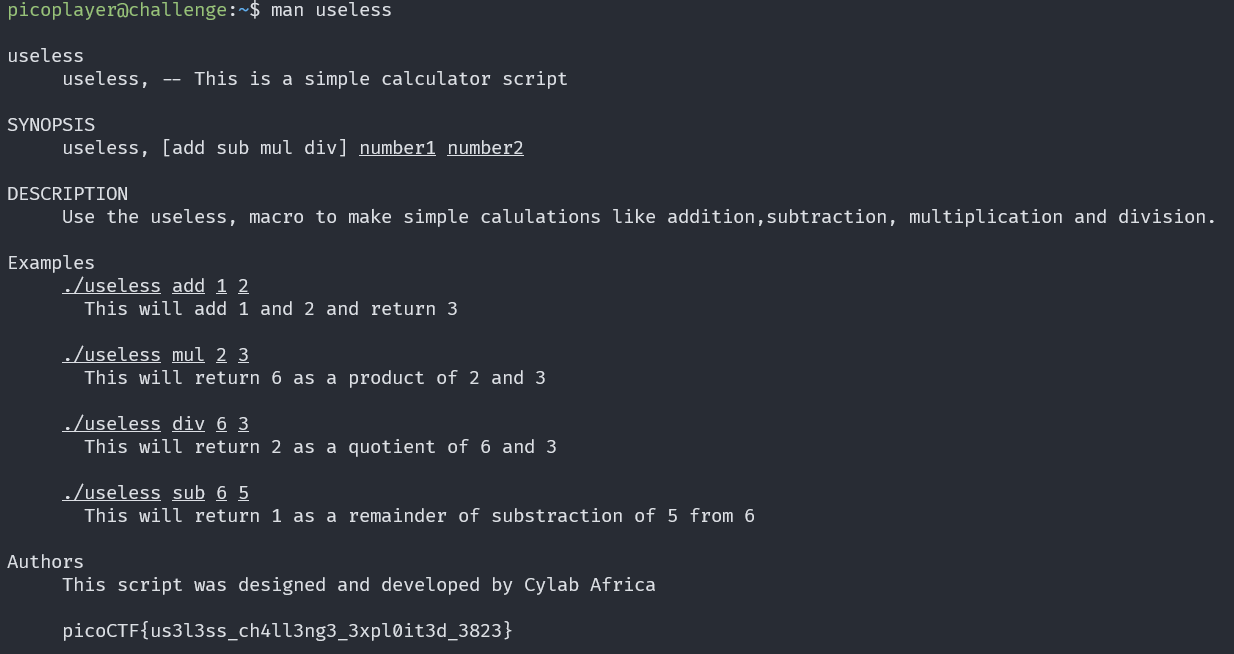 picoplayer@challenge:~$ man useless
useless
useless, -- This is a simple calculator script
SYNOPSIS
useless, [add sub mul div] number1 number2
DESCRIPTION
Use the useless, macro to make simple calulations like addition,subtraction, multiplication and division.
Examples
./useless add 1 2
This will add 1 and 2 and return 3
./useless mul 2 3
This will return 6 as a product of 2 and 3
./useless div 6 3
This will return 2 as a quotient of 6 and 3
./useless sub 6 5
This will return 1 as a remainder of substraction of 5 from 6
Authors
This script was designed and developed by Cylab Africa
picoCTF{us3l3ss_ch4ll3ng3_3xpl0it3d_3823}